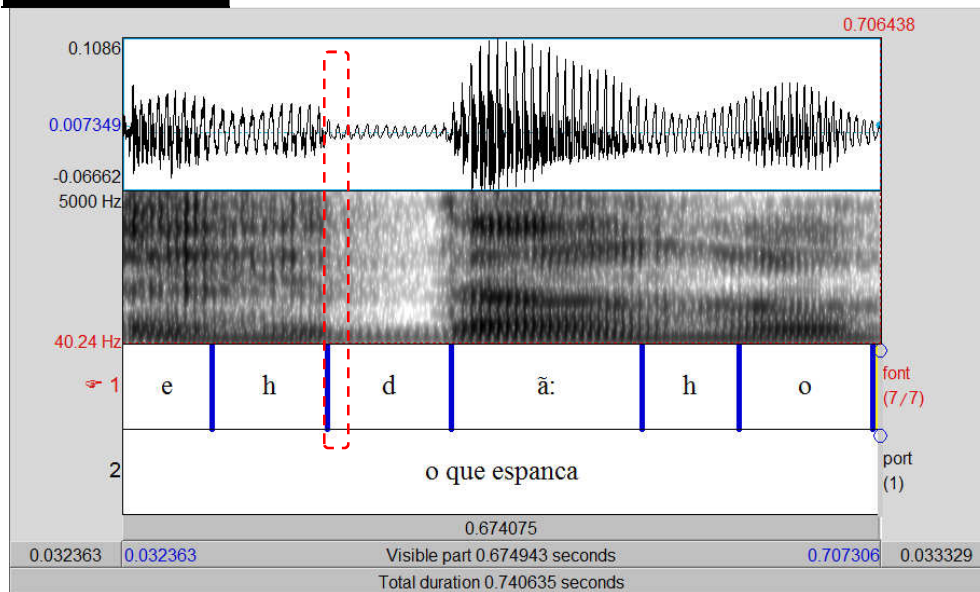 0.706438
0.1086
0.007349
-0.06662
5000 Hz
40.24 Hz
1 e h d ã: h o font (7/7)
2 o que espanca port (1)
0.674075
0.032363 0.032363 Visible part 0.674943 seconds 0.707306 0.033329
Total duration 0.740635 seconds